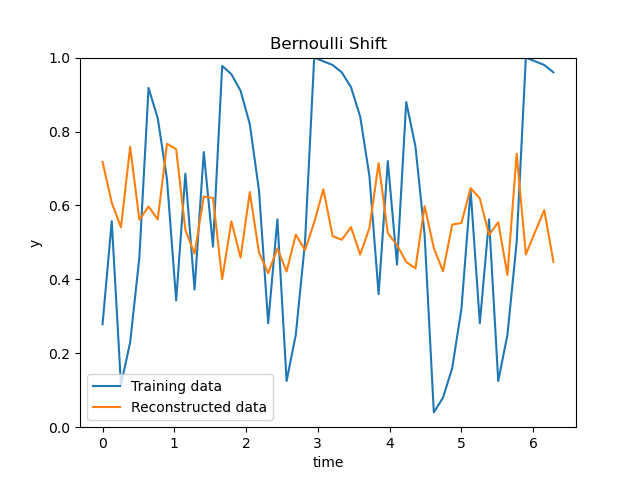 Bernoulli Shift
1.0
0.8
0.6
0.4
0.2
0.0
y
Training data
Reconstructed data
0 1 2 3 4 5 6
time